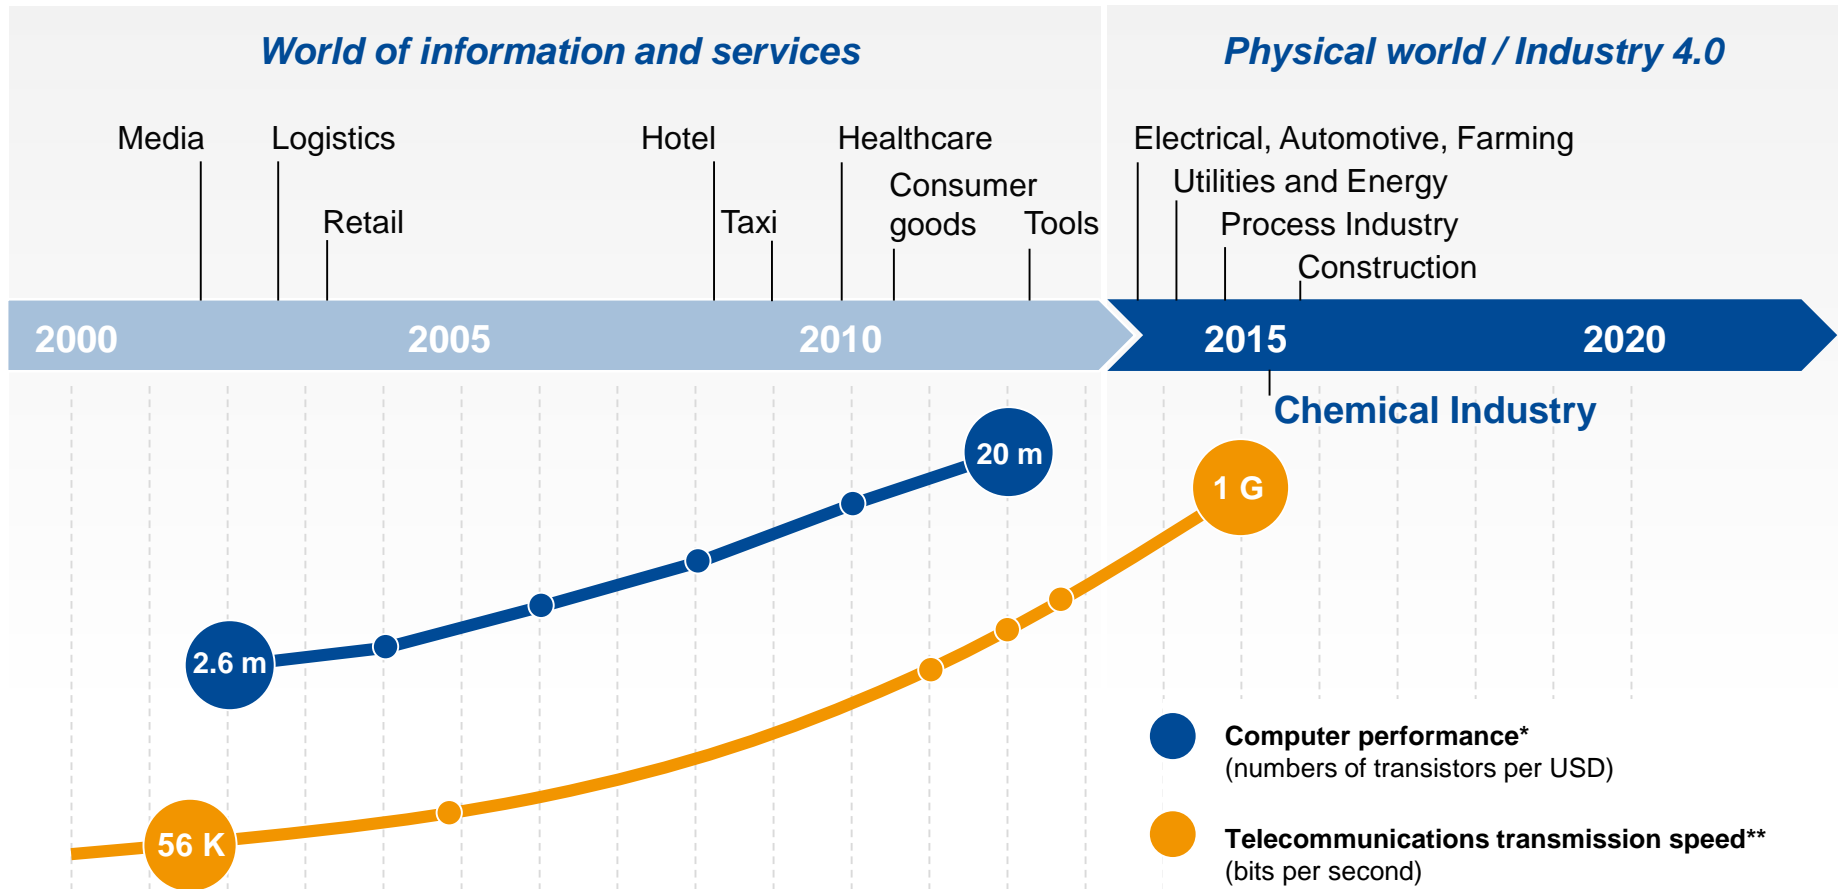 World of information and services
Physical world / Industry 4.0
Media
Logistics
Hotel
Healthcare
Electrical, Automotive, Farming
Consumer
goods
Utilities and Energy
Retail
Taxi
Tools
Process Industry
Construction
2000
2005
2010
2015
2020
Chemical Industry
20 m
1 G
2.6 m
56 K
Computer performance*
(numbers of transistors per USD)
Telecommunications transmission speed**
(bits per second)